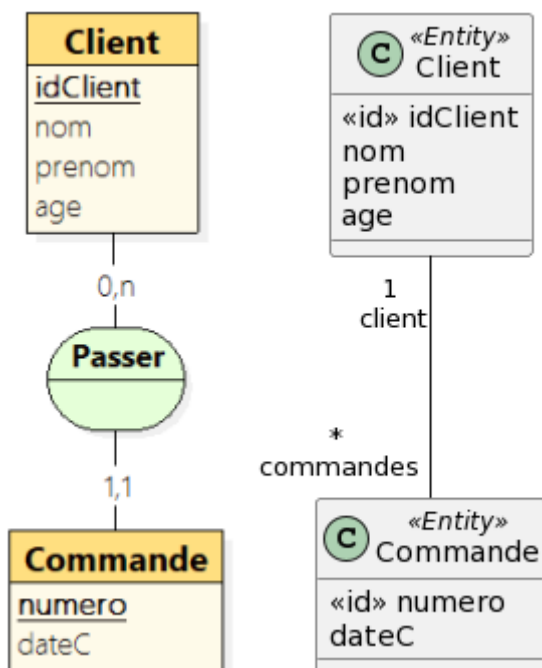 Client
idClient
nom
prenom
age
0,n
Passer
1,1
Commande
numero
dateC
C «Entity»
Client
«id» idClient
nom
prenom
age
1
client
*
commandes
C «Entity»
Commande
«id» numero
dateC